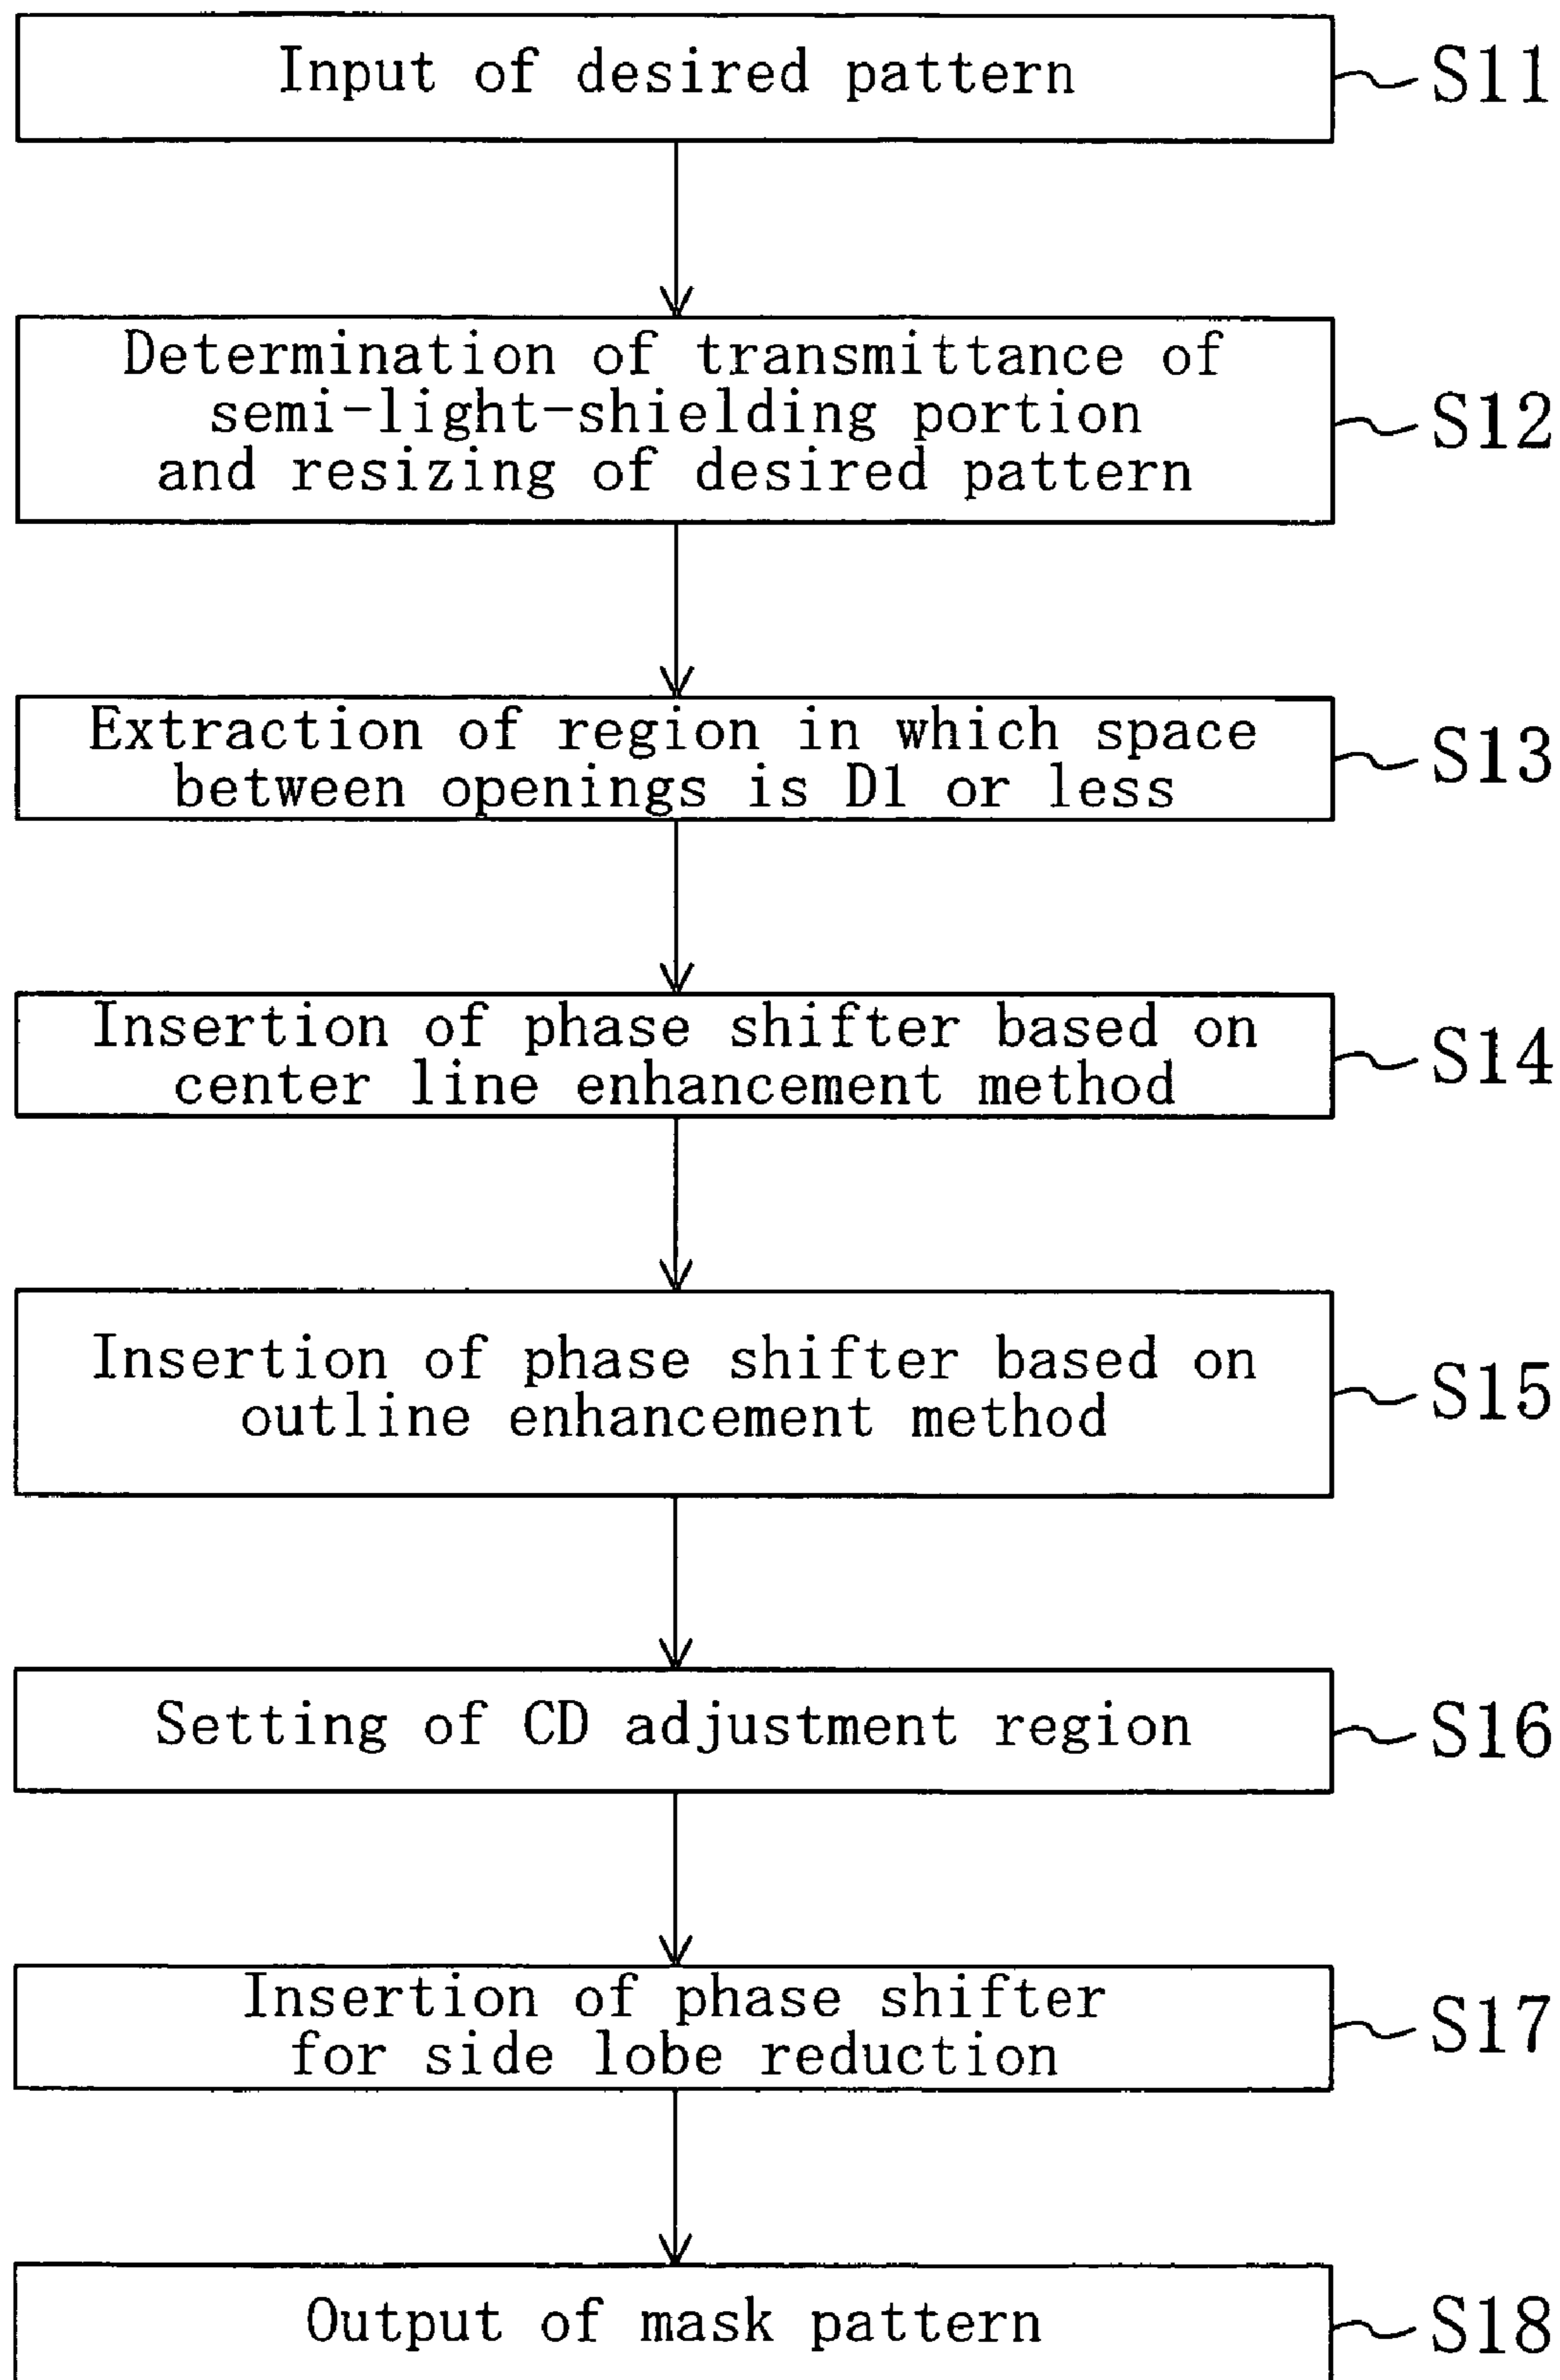 Input of desired pattern
S11
Determination of transmittance of
semi-light-shielding portion
and resizing of desired pattern
S12
Extraction of region in which space
between openings is D1 or less
S13
Insertion of phase shifter based on
center line enhancement method
S14
Insertion of phase shifter based on
outline enhancement method
S15
Setting of CD adjustment region
S16
Insertion of phase shifter
for side lobe reduction
S17
Output of mask pattern
S18